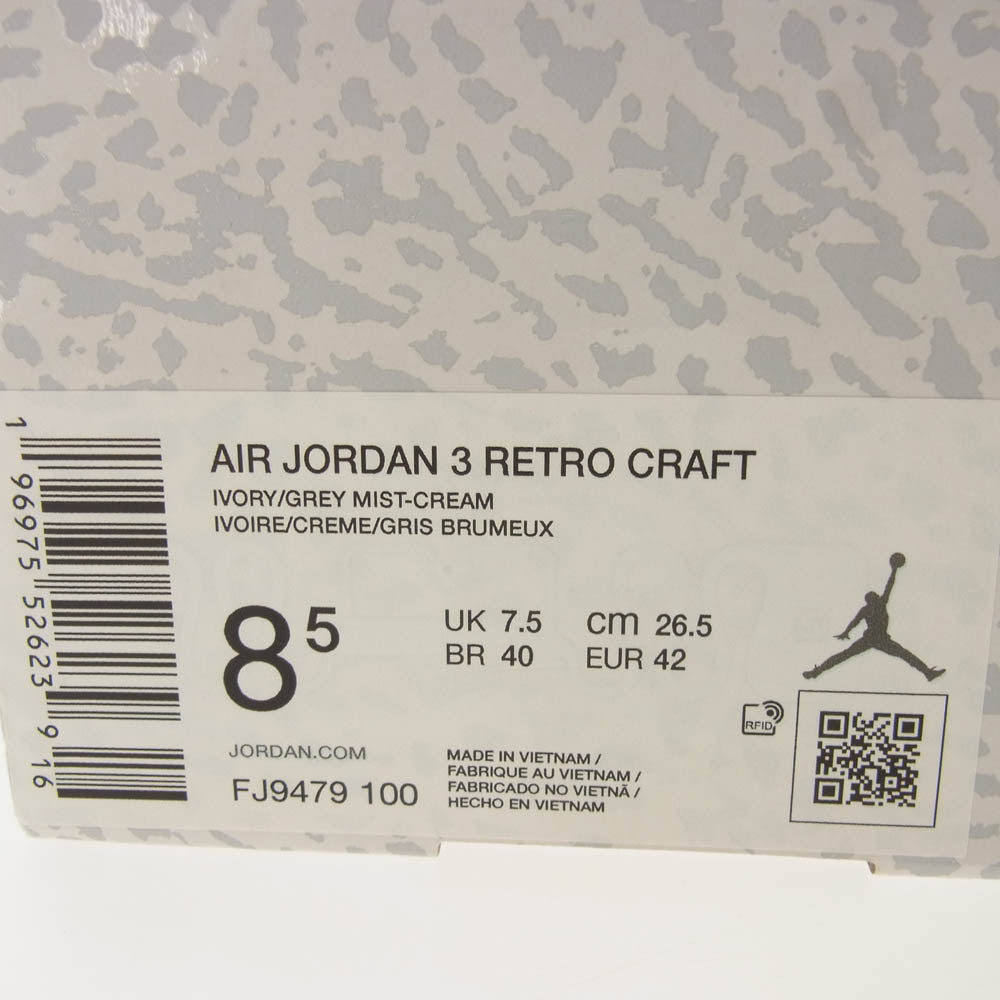 AIR JORDAN 3 RETRO CRAFT
IVORY/GREY MIST-CREAM
IVOIRE/CREME/GRIS BRUMEUX
8 5
UK 7.5 cm 26.5
BR 40 EUR 42
RFID
JORDAN.COM
FJ9479 100
MADE IN VIETNAM /
FABRIQUE AU VIETNAM /
FABRICADO NO VIETNÃ /
HECHO EN VIETNAM
1 96975 52623 9 16